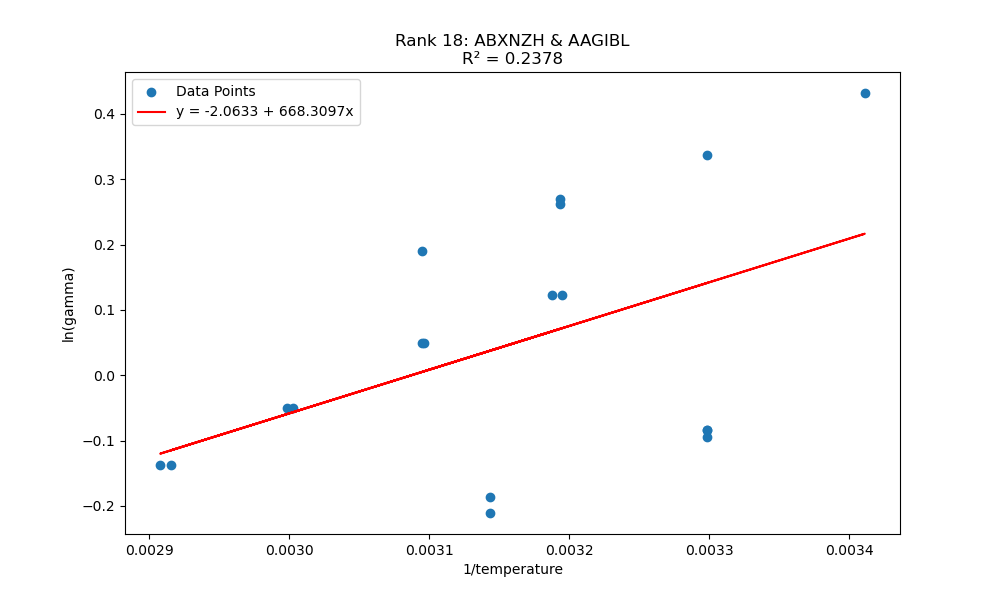 Rank 18: ABXNZH & AAGIBL
R² = 0.2378
Data Points
y = -2.0633 + 668.3097x
0.4
0.3
0.2
0.1
0.0
−0.1
−0.2
ln(gamma)
0.0029 0.0030 0.0031 0.0032 0.0033 0.0034
1/temperature